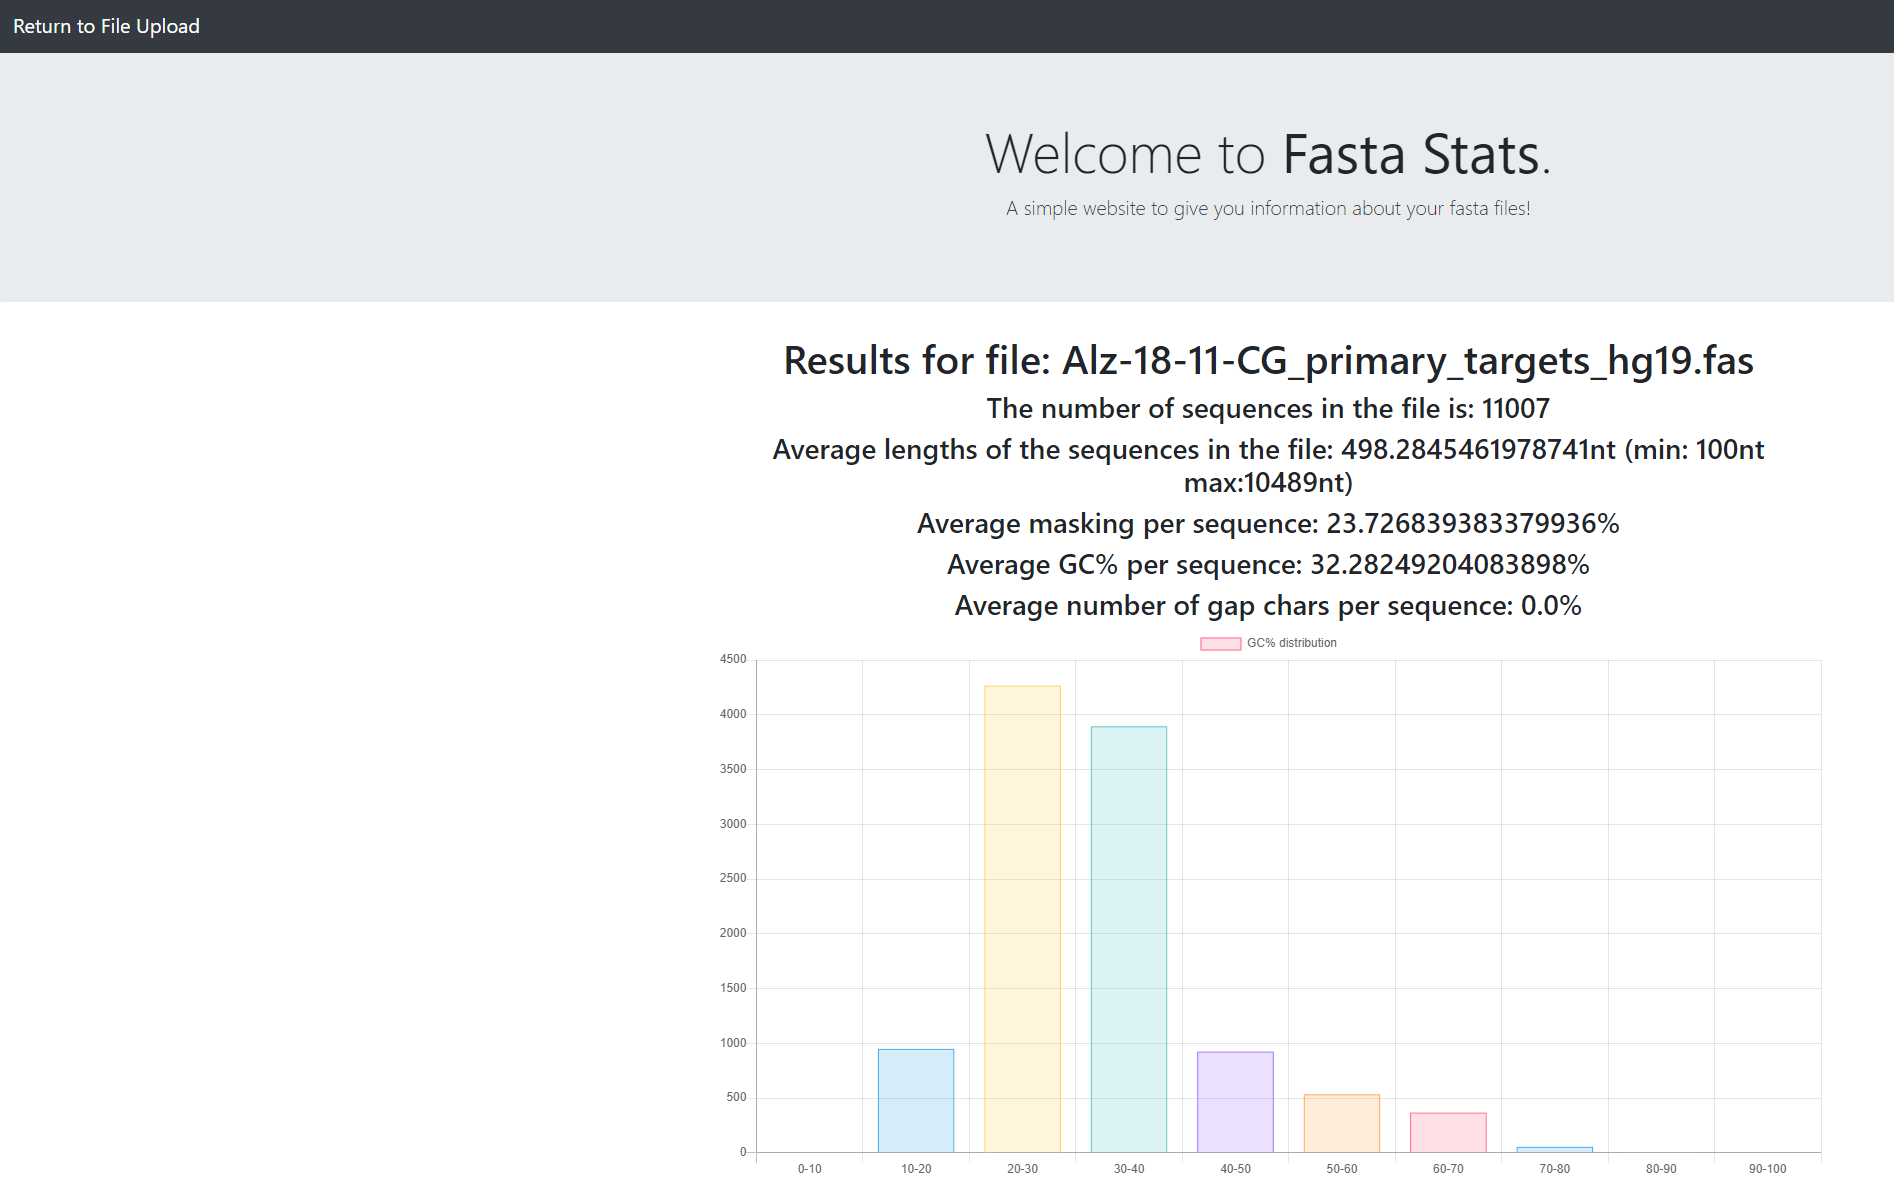 Return to File Upload
Welcome to Fasta Stats.
A simple website to give you information about your fasta files!
Results for file: Alz-18-11-CG_primary_targets_hg19.fas
The number of sequences in the file is: 11007
Average lengths of the sequences in the file: 498.2845461978741nt (min: 100nt
max:10489nt)
Average masking per sequence: 23.726839383379936%
Average GC% per sequence: 32.28249204083898%
Average number of gap chars per sequence: 0.0%
GC% distribution
4500
4000
3500
3000
2500
2000
1500
1000
500
0
0-10 10-20 20-30 30-40 40-50 50-60 60-70 70-80 80-90 90-100